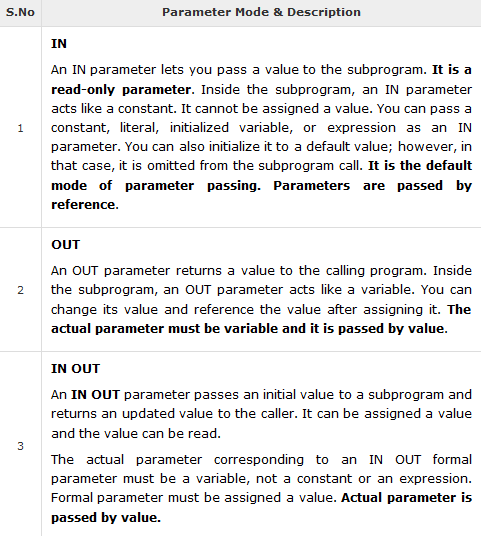 S.No Parameter Mode & Description
IN
An IN parameter lets you pass a value to the subprogram. It is a
read-only parameter. Inside the subprogram, an IN parameter
acts like a constant. It cannot be assigned a value. You can pass a
1 constant, literal, initialized variable, or expression as an IN
parameter. You can also initialize it to a default value; however, in
that case, it is omitted from the subprogram call. It is the default
mode of parameter passing. Parameters are passed by
reference.
OUT
An OUT parameter returns a value to the calling program. Inside
2 the subprogram, an OUT parameter acts like a variable. You can
change its value and reference the value after assigning it. The
actual parameter must be variable and it is passed by value.
IN OUT
An IN OUT parameter passes an initial value to a subprogram and
returns an updated value to the caller. It can be assigned a value
and the value can be read.
3
The actual parameter corresponding to an IN OUT formal
parameter must be a variable, not a constant or an expression.
Formal parameter must be assigned a value. Actual parameter is
passed by value.